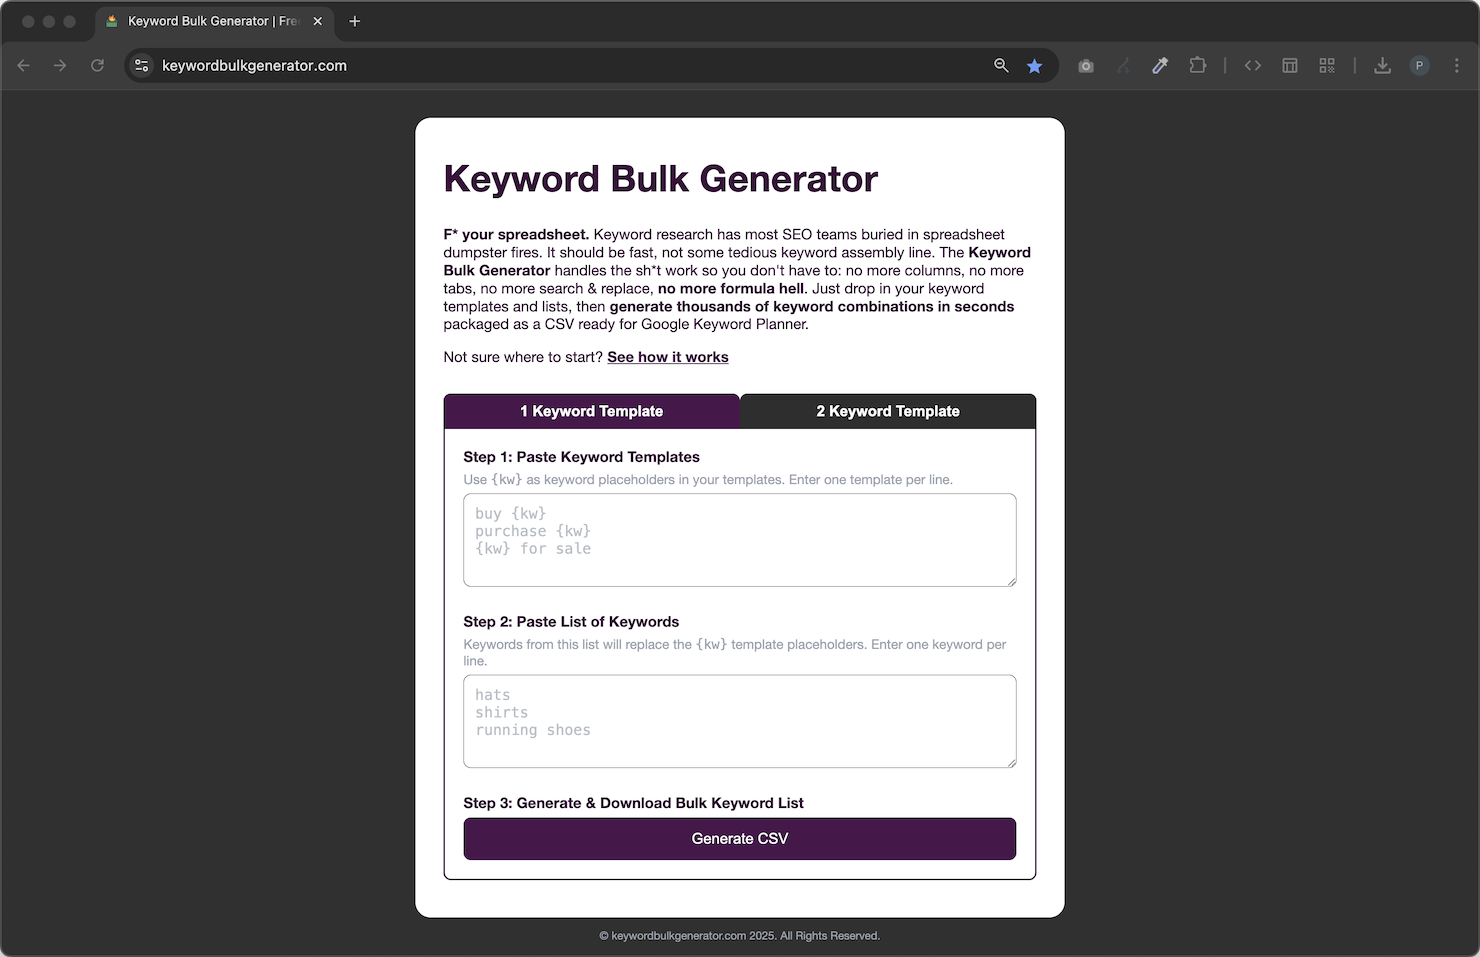 Keyword Bulk Generator | Fre
keywordbulkgenerator.com
P
Keyword Bulk Generator
F* your spreadsheet. Keyword research has most SEO teams buried in spreadsheet
dumpster fires. It should be fast, not some tedious keyword assembly line. The Keyword
Bulk Generator handles the sh*t work so you don't have to: no more columns, no more
tabs, no more search & replace, no more formula hell. Just drop in your keyword
templates and lists, then generate thousands of keyword combinations in seconds
packaged as a CSV ready for Google Keyword Planner.
Not sure where to start? See how it works
1 Keyword Template
2 Keyword Template
Step 1: Paste Keyword Templates
Use {kw} as keyword placeholders in your templates. Enter one template per line.
buy {kw}
purchase {kw}
{kw} for sale
Step 2: Paste List of Keywords
Keywords from this list will replace the {kw} template placeholders. Enter one keyword per
line.
hats
shirts
running shoes
Step 3: Generate & Download Bulk Keyword List
Generate CSV
© keywordbulkgenerator.com 2025. All Rights Reserved.